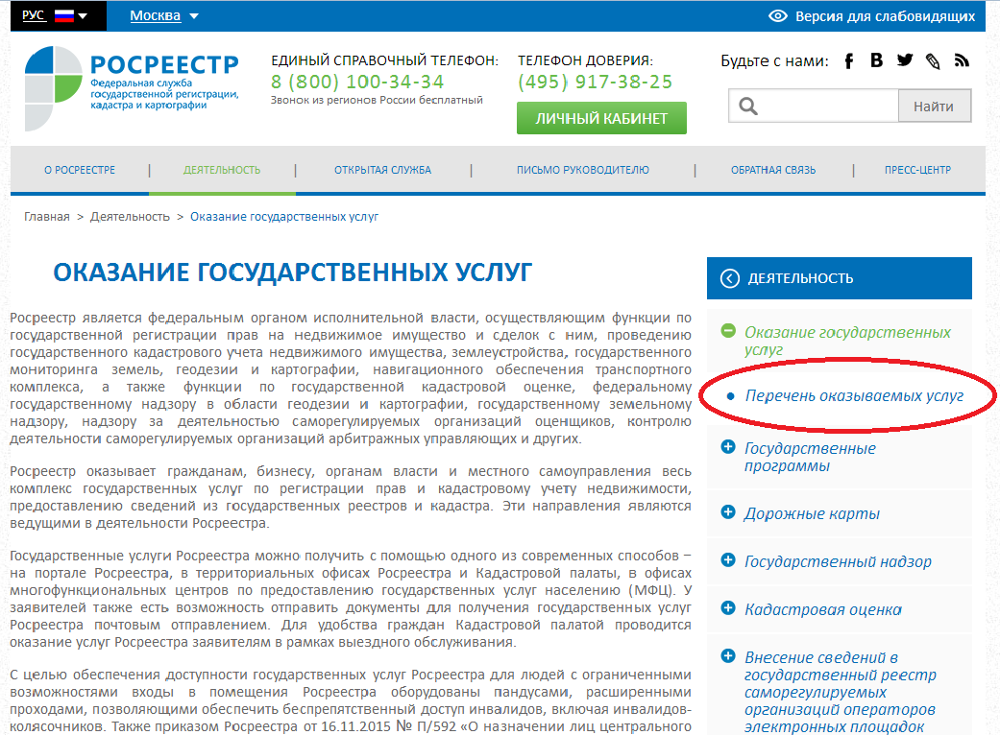 РУС
Москва
Версия для слабовидящих
РОСРЕЕСТР
Федеральная служба
государственной регистрации,
кадастра и картографии
ЕДИНЫЙ СПРАВОЧНЫЙ ТЕЛЕФОН:
8 (800) 100-34-34
Звонок из регионов России бесплатный
ТЕЛЕФОН ДОВЕРИЯ:
(495) 917-38-25
ЛИЧНЫЙ КАБИНЕТ
Будьте с нами:
Найти
О РОСРЕЕСТРЕ | ДЕЯТЕЛЬНОСТЬ | ОТКРЫТАЯ СЛУЖБА | ПИСЬМО РУКОВОДИТЕЛЮ | ОБРАТНАЯ СВЯЗЬ | ПРЕСС-ЦЕНТР
Главная > Деятельность > Оказание государственных услуг
ОКАЗАНИЕ ГОСУДАРСТВЕННЫХ УСЛУГ
Росреестр является федеральным органом исполнительной власти, осуществляющим функции по
государственной регистрации прав на недвижимое имущество и сделок с ним, проведению
государственного кадастрового учета недвижимого имущества, землеустройства, государственного
мониторинга земель, геодезии и картографии, навигационного обеспечения транспортного
комплекса, а также функции по государственной кадастровой оценке, федеральному
государственному надзору в области геодезии и картографии, государственному земельному
надзору, надзору за деятельностью саморегулируемых организаций оценщиков, контролю
деятельности саморегулируемых организаций арбитражных управляющих и других.
Росреестр оказывает гражданам, бизнесу, органам власти и местного самоуправления весь
комплекс государственных услуг по регистрации прав и кадастровому учету недвижимости,
предоставлению сведений из государственных реестров и кадастра. Эти направления являются
ведущими в деятельности Росреестра.
Государственные услуги Росреестра можно получить с помощью одного из современных способов –
на портале Росреестра, в территориальных офисах Росреестра и Кадастровой палаты, в офисах
многофункциональных центров по предоставлению государственных услуг населению (МФЦ). У
заявителей также есть возможность отправить документы для получения государственных услуг
Росреестра почтовым отправлением. Для удобства граждан Кадастровой палатой проводится
оказание услуг Росреестра заявителям в рамках выездного обслуживания.
С целью обеспечения доступности государственных услуг Росреестра для людей с ограниченными
возможностями входы в помещения Росреестра оборудованы пандусами, расширенными
проходами, позволяющими обеспечить беспрепятственный доступ инвалидов, включая инвалидов-
колясочников. Также приказом Росреестра от 16.11.2015 № П/592 «О назначении лиц центрального
ДЕЯТЕЛЬНОСТЬ
Оказание государственных
услуг
Перечень оказываемых услуг
Государственные
программы
Дорожные карты
Государственный надзор
Кадастровая оценка
Внесение сведений в
государственный реестр
саморегулируемых
организаций операторов
электронных площадок